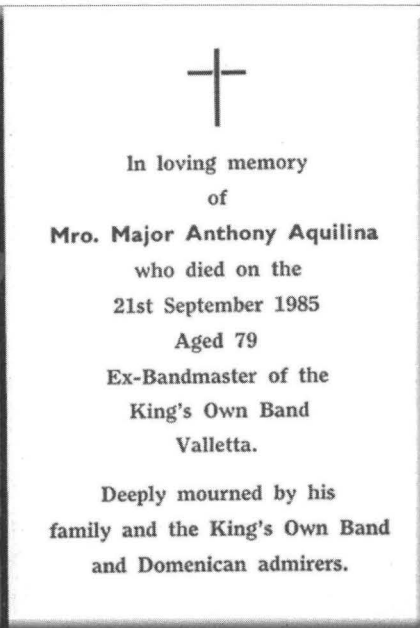 In loving memory
of
Mro. Major Anthony Aquilina
who died on the
21st September 1985
Aged 79
Ex-Bandmaster of the
King's Own Band
Valletta.
Deeply mourned by his
family and the King's Own Band
and Domenican admirers.